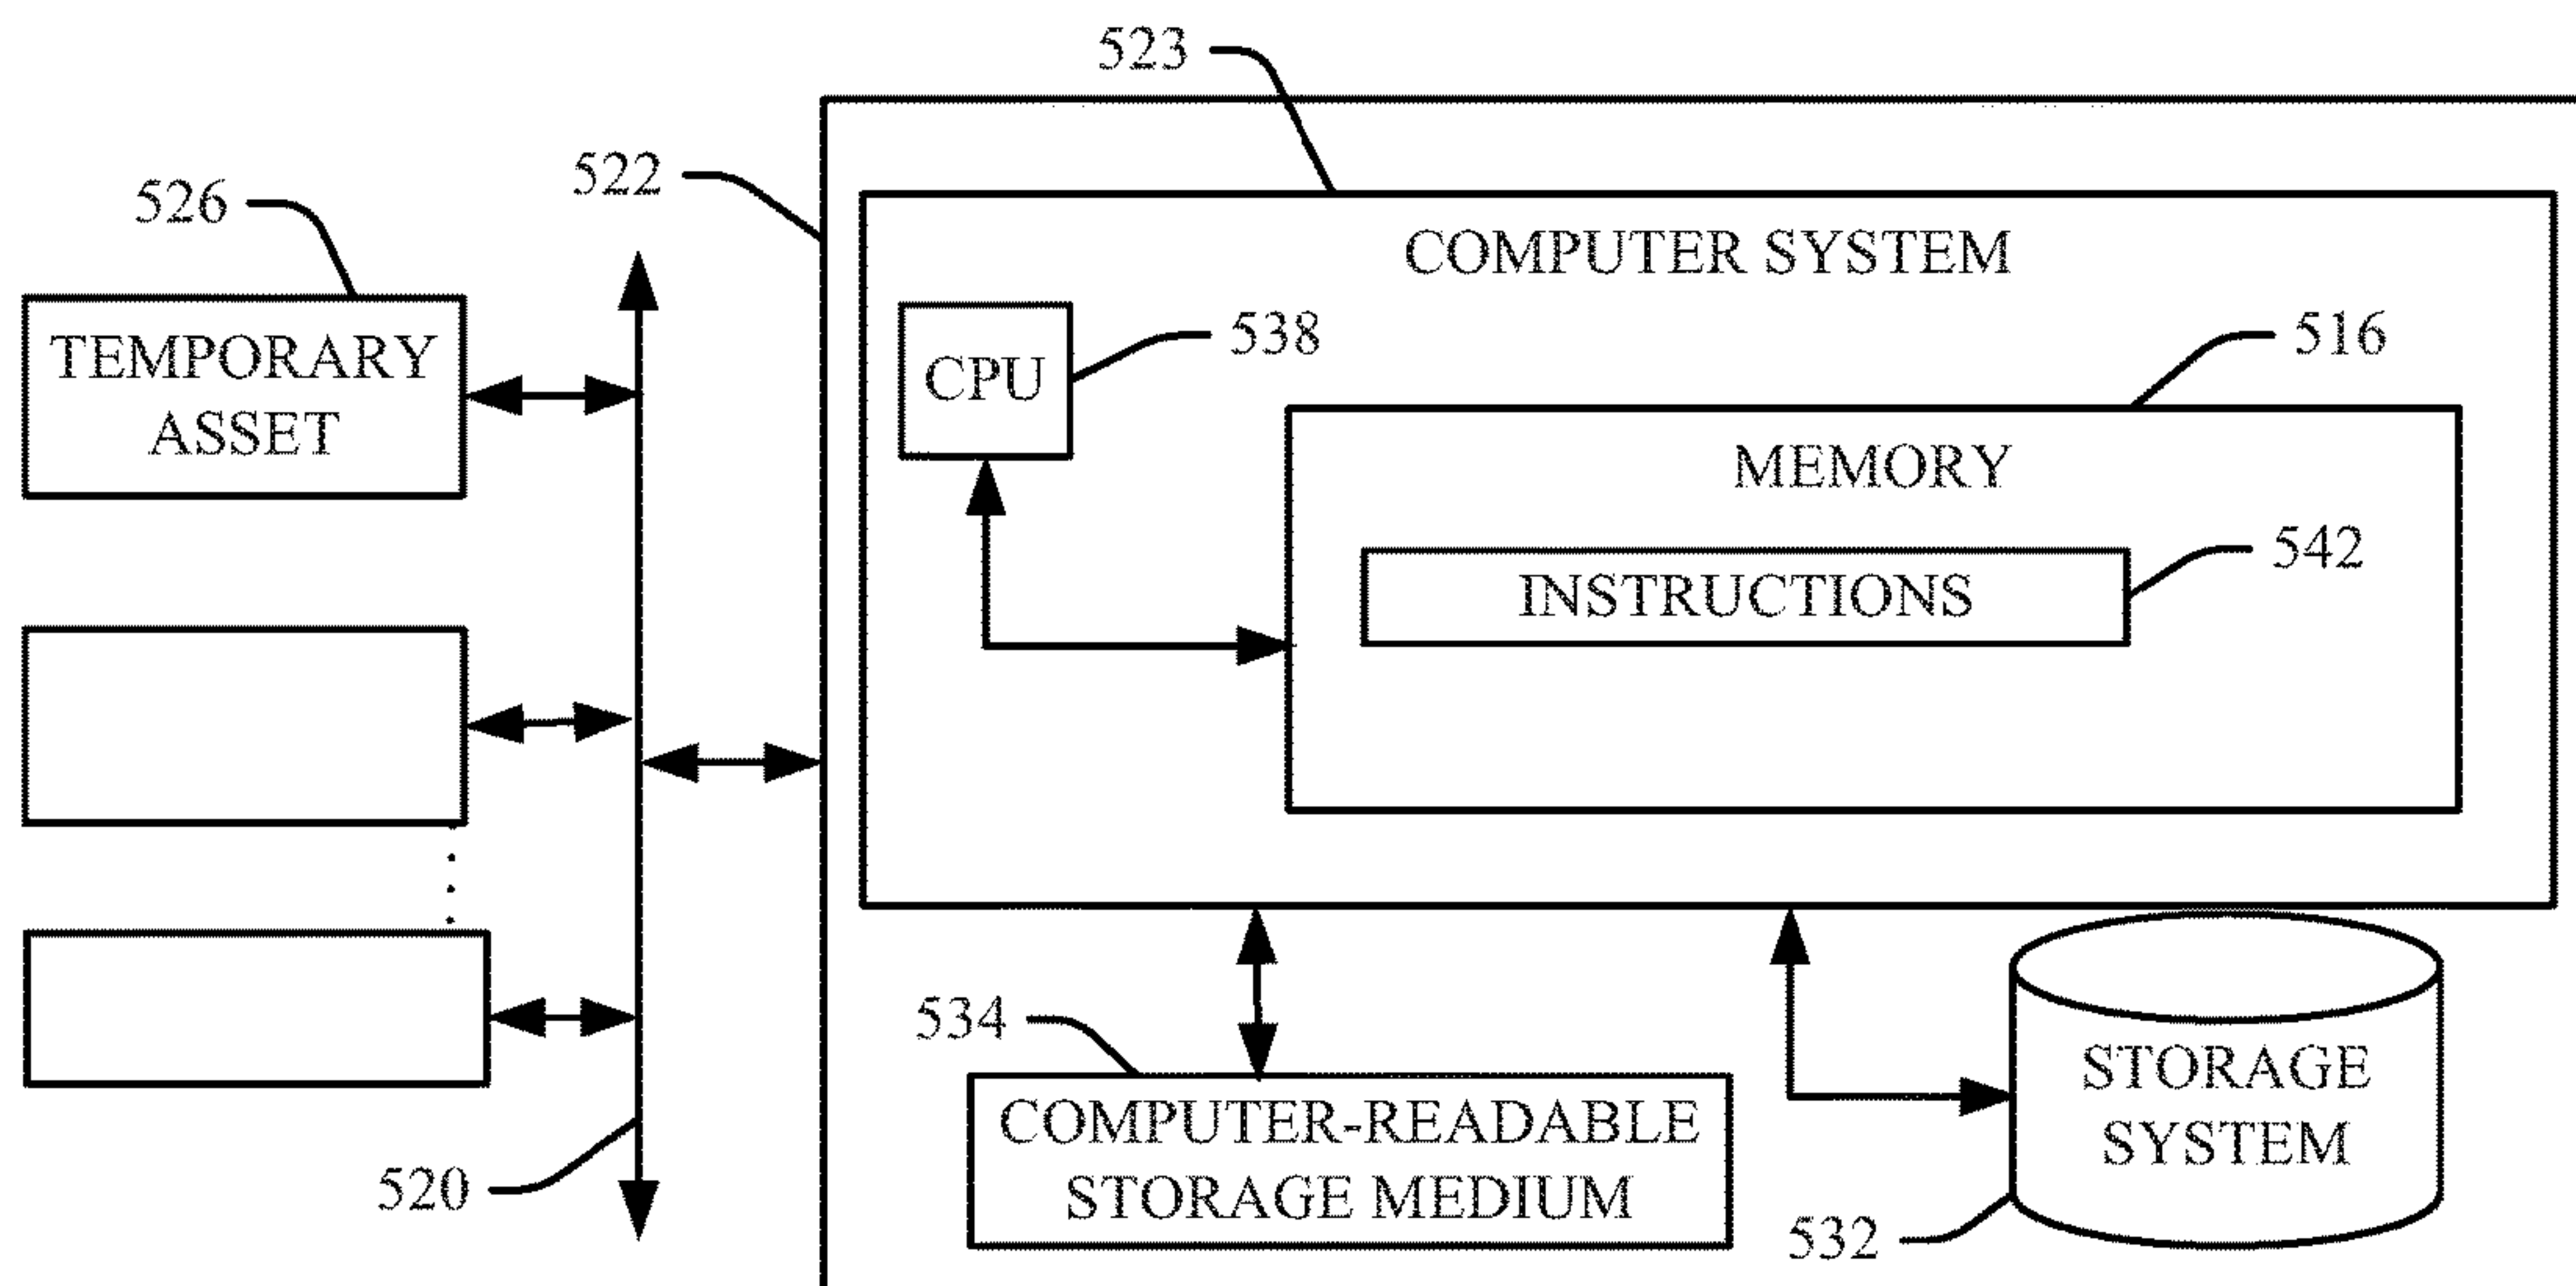 523
522
526
COMPUTER SYSTEM
538
516
TEMPORARY
ASSET
CPU
MEMORY
542
INSTRUCTIONS
534
STORAGE
SYSTEM
COMPUTER-READABLE
STORAGE MEDIUM
520
532